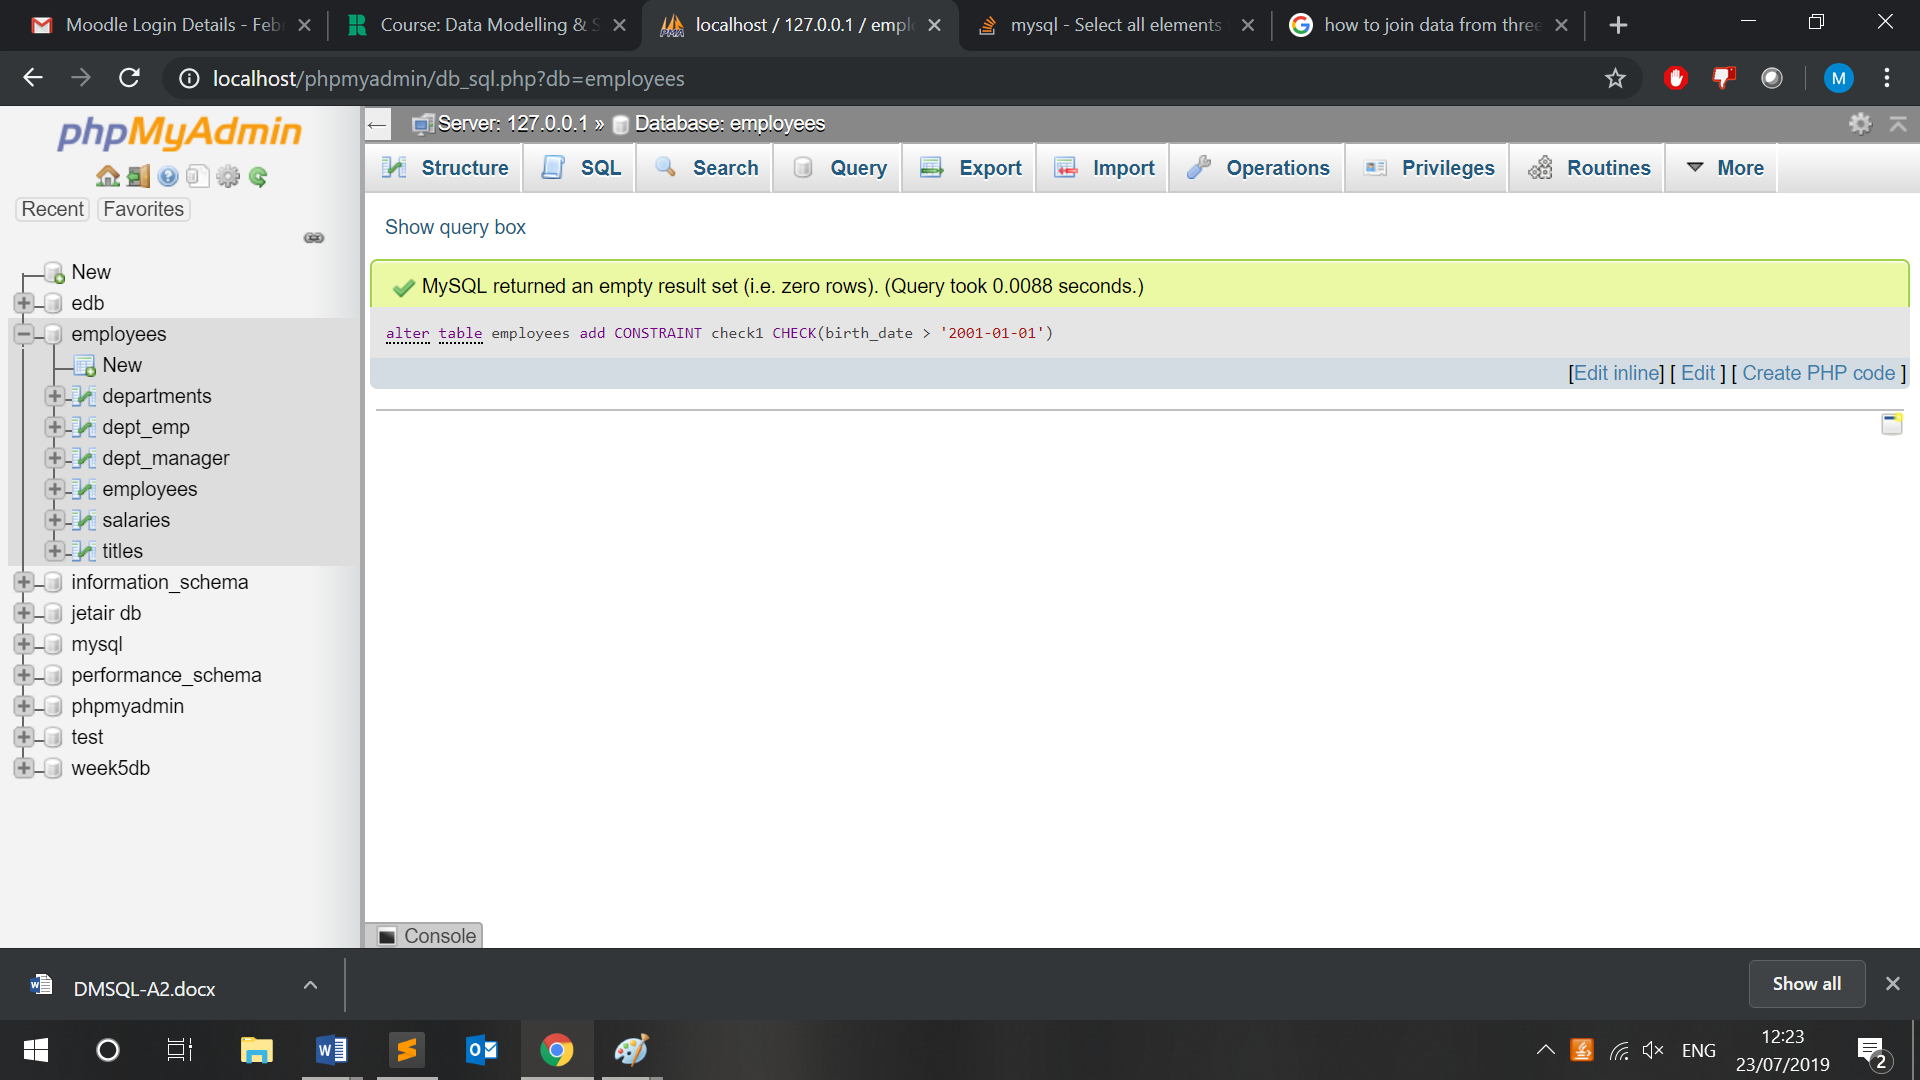 Moodle Login Details - Feb
Course: Data Modelling & S
localhost / 127.0.0.1 / empl
mysql - Select all elements
how to join data from three
localhost/phpmyadmin/db_sql.php?db=employees
M
phpMyAdmin
Recent
Favorites
New
edb
employees
New
departments
dept_emp
dept_manager
employees
salaries
titles
information_schema
jetair db
mysql
performance_schema
phpmyadmin
test
week5db
Server: 127.0.0.1 » Database: employees
Structure
SQL
Search
Query
Export
Import
Operations
Privileges
Routines
More
Show query box
MySQL returned an empty result set (i.e. zero rows). (Query took 0.0088 seconds.)
alter table employees add CONSTRAINT check1 CHECK(birth_date > '2001-01-01')
[Edit inline] [ Edit ] [ Create PHP code ]
Console
DMSQL-A2.docx
Show all
ENG
12:23
23/07/2019
2